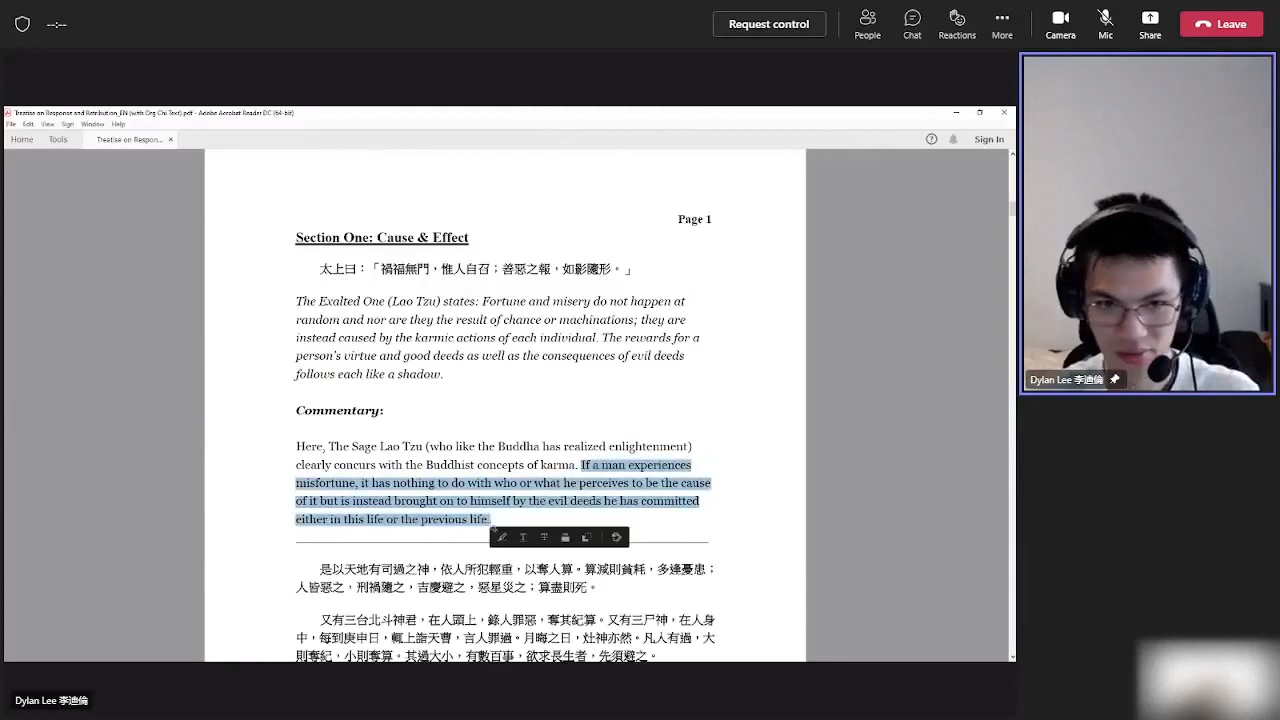 --:--
Request control
People
Chat
Reactions
More
Camera
Mic
Share
Leave
Treatise on Response and Retribution_EN (with Org Chi Text).pdf - Adobe Acrobat Reader DC (64-bit)
File Edit View Sign Window Help
Home
Tools
Treatise on Respon...
Sign In
Page 1
Section One: Cause & Effect
太上曰：「禍福無門，惟人自召；善惡之報，如影隨形。」
The Exalted One (Lao Tzu) states: Fortune and misery do not happen at
random and nor are they the result of chance or machinations; they are
instead caused by the karmic actions of each individual. The rewards for a
person's virtue and good deeds as well as the consequences of evil deeds
follows each like a shadow.
Commentary:
Here, The Sage Lao Tzu (who like the Buddha has realized enlightenment)
clearly concurs with the Buddhist concepts of karma. If a man experiences
misfortune, it has nothing to do with who or what he perceives to be the cause
of it but is instead brought on to himself by the evil deeds he has committed
either in this life or the previous life.
是以天地有司過之神，依人所犯輕重，以奪人算。算減則貧耗，多逢憂患；
人皆惡之，刑禍隨之，吉慶避之，惡星災之；算盡則死。
又有三台北斗神君，在人頭上，錄人罪惡，奪其紀算。又有三尸神，在人身
中，每到庚申日，輒上詣天曹，言人罪過。月晦之日，灶神亦然。凡人有過，大
則奪紀，小則奪算。其過大小，有數百事，欲求長生者，先須避之。
Dylan Lee 李迪倫
Dylan Lee 李迪倫